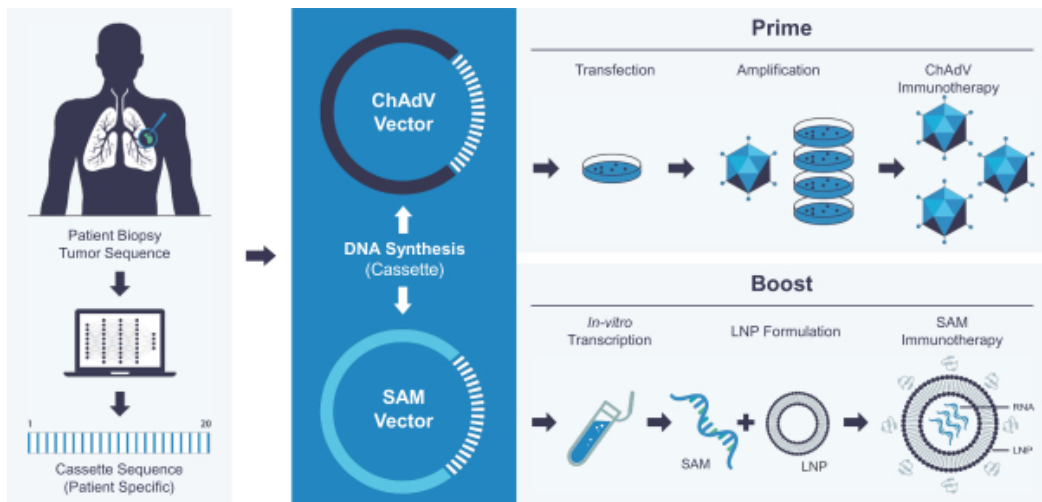 Patient Biopsy
Tumor Sequence
1 20
Cassette Sequence
(Patient Specific)
ChAdV
Vector
DNA Synthesis
(Cassette)
SAM
Vector
Prime
Transfection
Amplification
ChAdV
Immunotherapy
Boost
In-vitro
Transcription
LNP Formulation
SAM
Immunotherapy
SAM
LNP
RNA
LNP